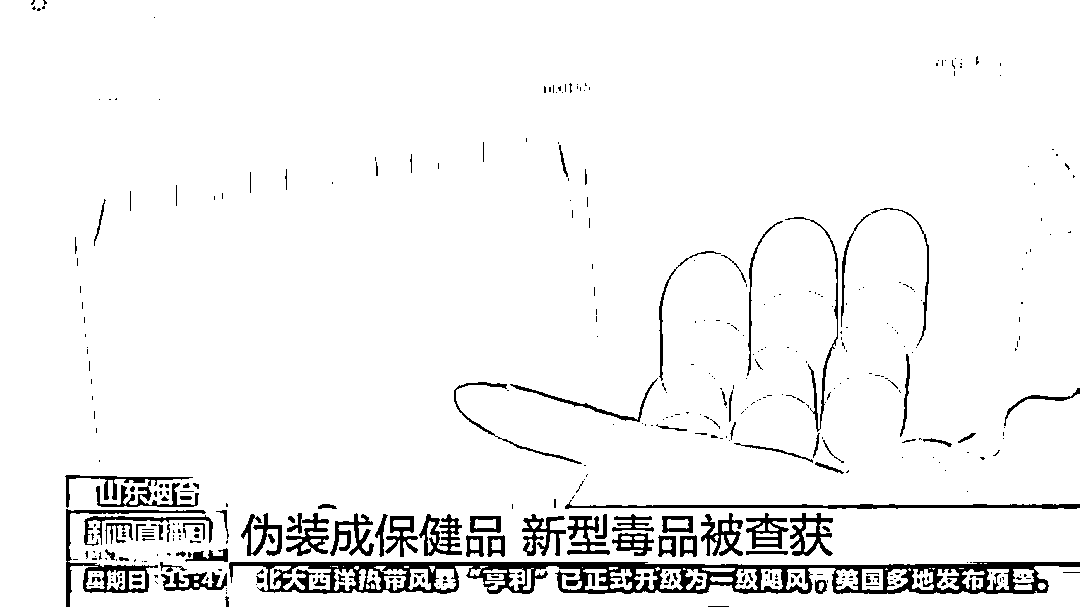 山东烟台
新闻直播间
伪装成保健品 新型毒品被查获
星期日 15:47
北大西洋热带风暴“亨利”已正式升级为一级飓风，美国多地发布预警。